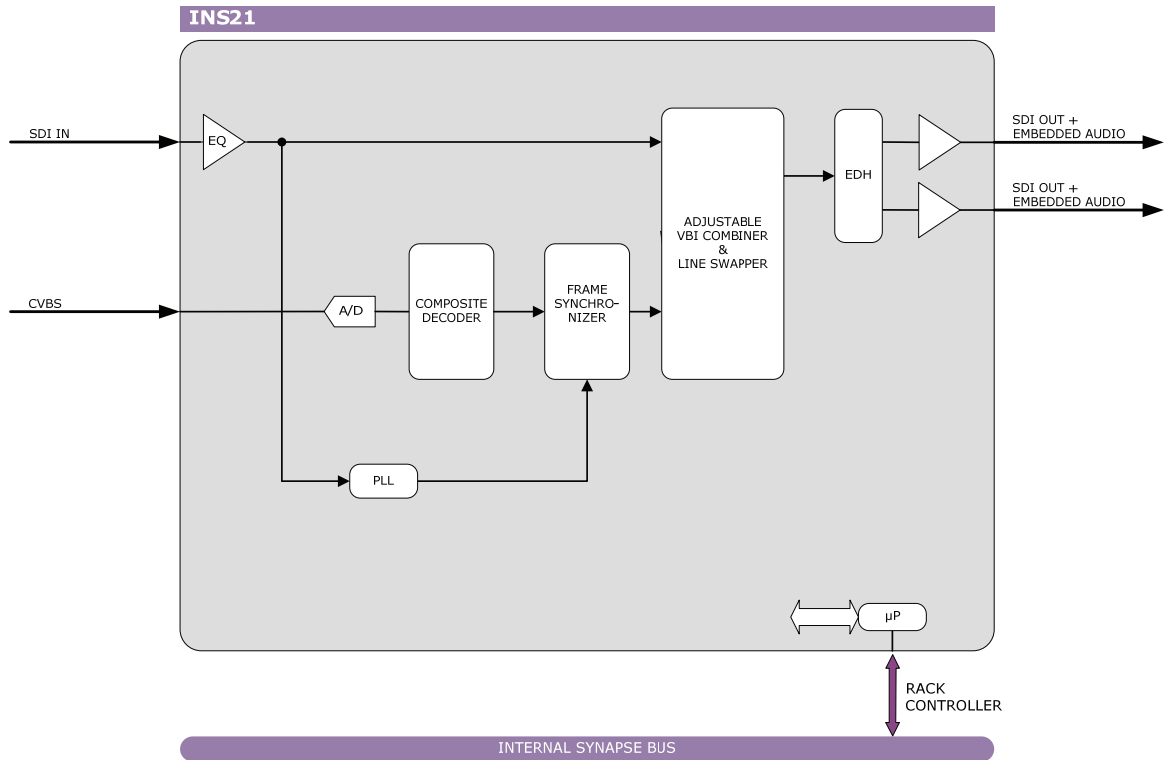 INS21
SDI IN
EQ
SDI OUT +
EMBEDDED AUDIO
EDH
SDI OUT +
EMBEDDED AUDIO
ADJUSTABLE
VBI COMBINER
&
LINE SWAPPER
CVBS
A/D
COMPOSITE
DECODER
FRAME
SYNCHRO-
NIZER
PLL
µP
RACK
CONTROLLER
INTERNAL SYNAPSE BUS